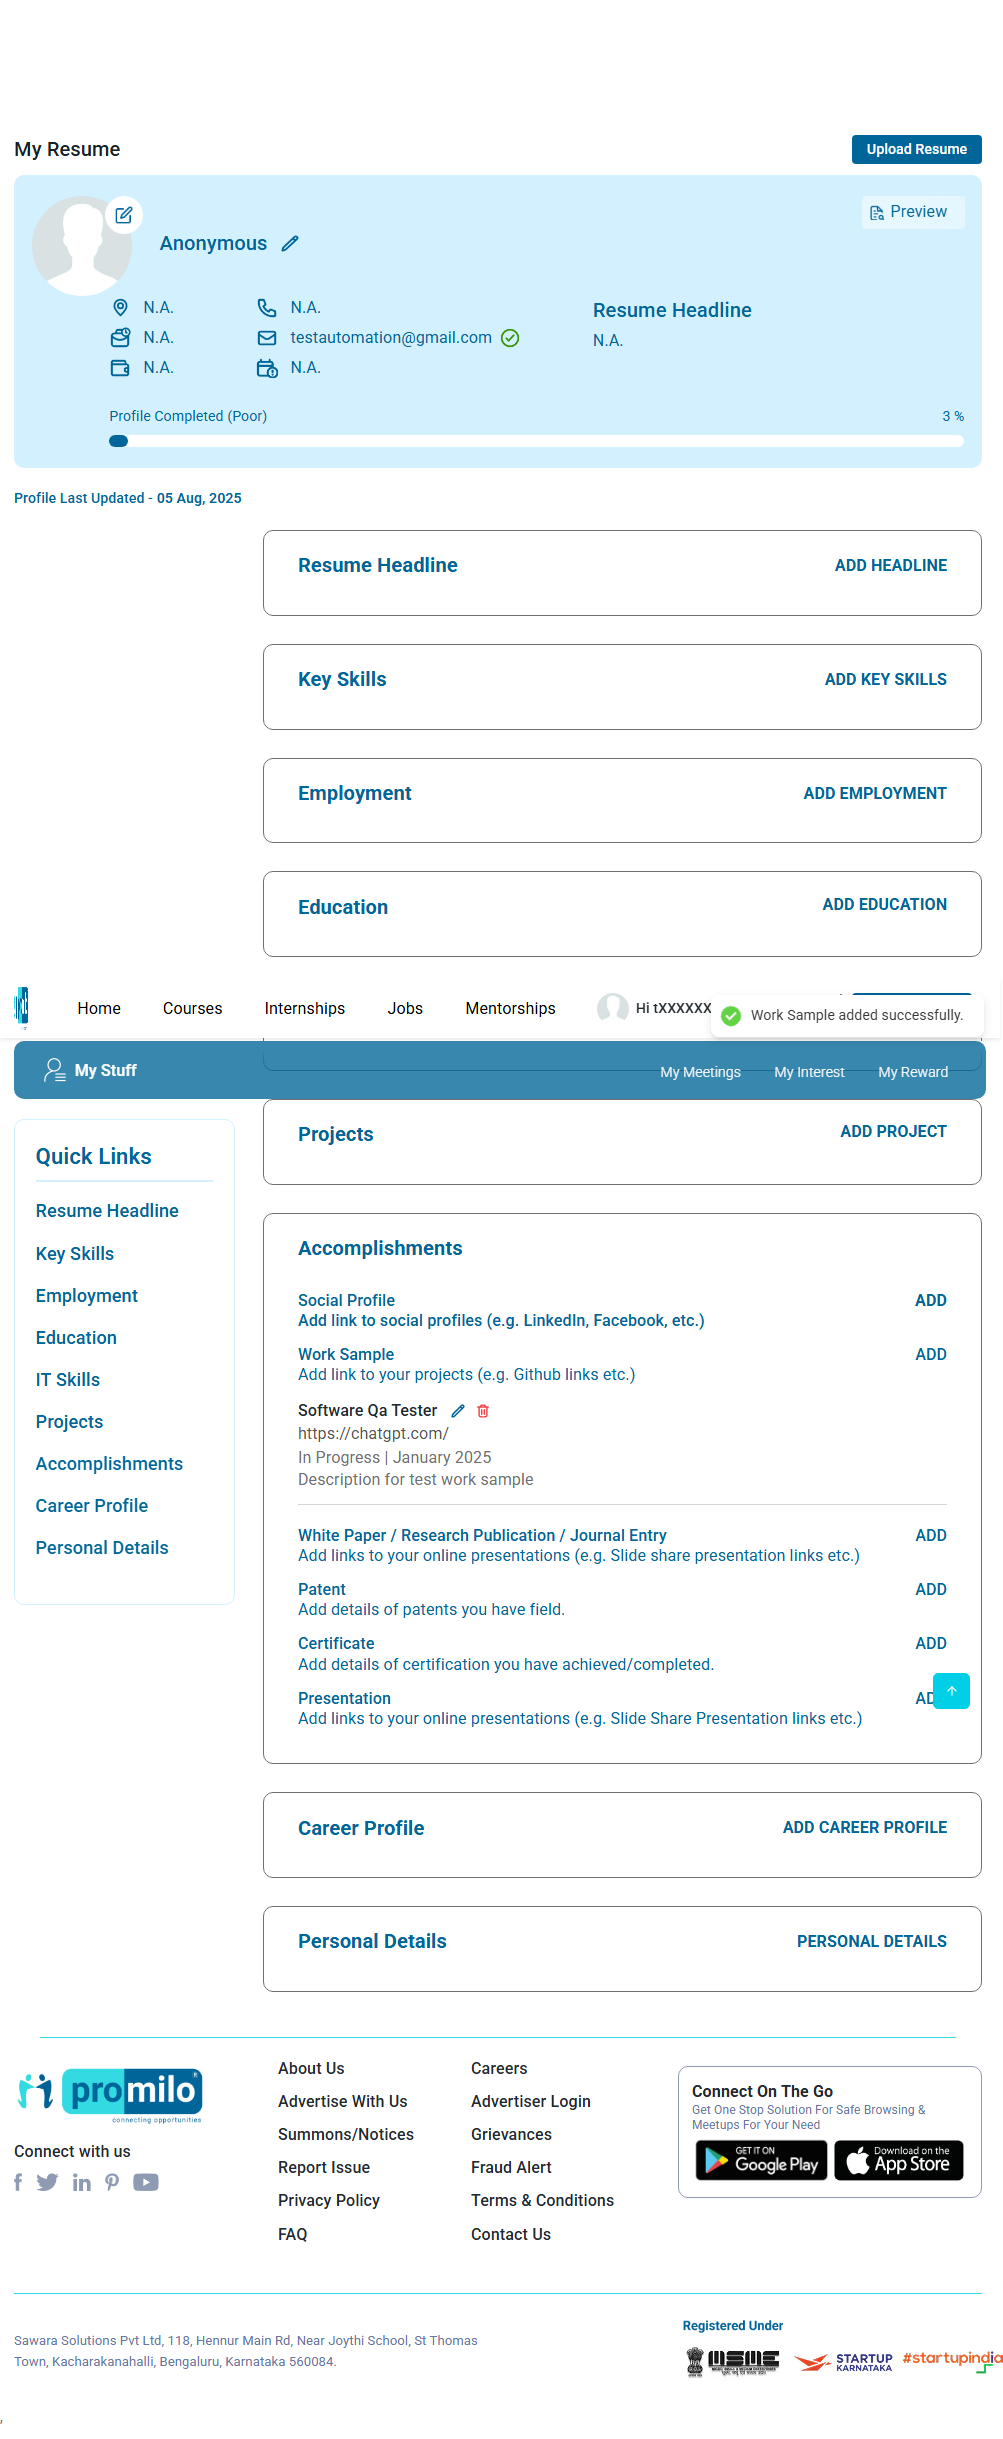 My Resume
Upload Resume
Preview
Anonymous
N.A.
N.A.
Resume Headline
N.A.
testautomation@gmail.com
N.A.
N.A.
N.A.
Profile Completed (Poor)
3 %
Profile Last Updated - 05 Aug, 2025
Resume Headline
ADD HEADLINE
Key Skills
ADD KEY SKILLS
Employment
ADD EMPLOYMENT
Education
ADD EDUCATION
Home
Courses
Internships
Jobs
Mentorships
Hi tXXXXXX
Work Sample added successfully.
My Stuff
My Meetings
My Interest
My Reward
Quick Links
Resume Headline
Key Skills
Employment
Education
IT Skills
Projects
Accomplishments
Career Profile
Personal Details
Projects
ADD PROJECT
Accomplishments
Social Profile
ADD
Add link to social profiles (e.g. LinkedIn, Facebook, etc.)
Work Sample
ADD
Add link to your projects (e.g. Github links etc.)
Software Qa Tester
https://chatgpt.com/
In Progress | January 2025
Description for test work sample
White Paper / Research Publication / Journal Entry
ADD
Add links to your online presentations (e.g. Slide share presentation links etc.)
Patent
ADD
Add details of patents you have field.
Certificate
ADD
Add details of certification you have achieved/completed.
Presentation
Add links to your online presentations (e.g. Slide Share Presentation links etc.)
Career Profile
ADD CAREER PROFILE
Personal Details
PERSONAL DETAILS
promilo
connecting opportunities
Connect with us
About Us
Advertise With Us
Summons/Notices
Report Issue
Privacy Policy
FAQ
Careers
Advertiser Login
Grievances
Fraud Alert
Terms & Conditions
Contact Us
Connect On The Go
Get One Stop Solution For Safe Browsing &
Meetups For Your Need
GET IT ON
Google Play
Download on the
App Store
Sawara Solutions Pvt Ltd, 118, Hennur Main Rd, Near Joythi School, St Thomas
Town, Kacharakanahalli, Bengaluru, Karnataka 560084.
Registered Under
MSME
STARTUP
KARNATAKA
#startupindia
,